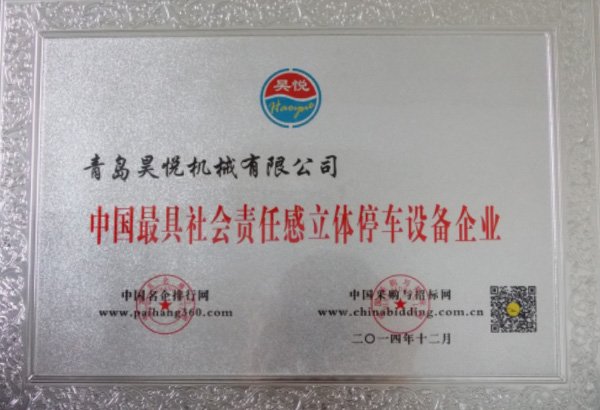 昊悦
Haoyue
青岛昊悦机械有限公司
中国最具社会责任感立体停车设备企业
中国名企排行网
www.paihang360.com
中国采购与招标网
www.chinabidding.com.cn
二〇一四年十二月